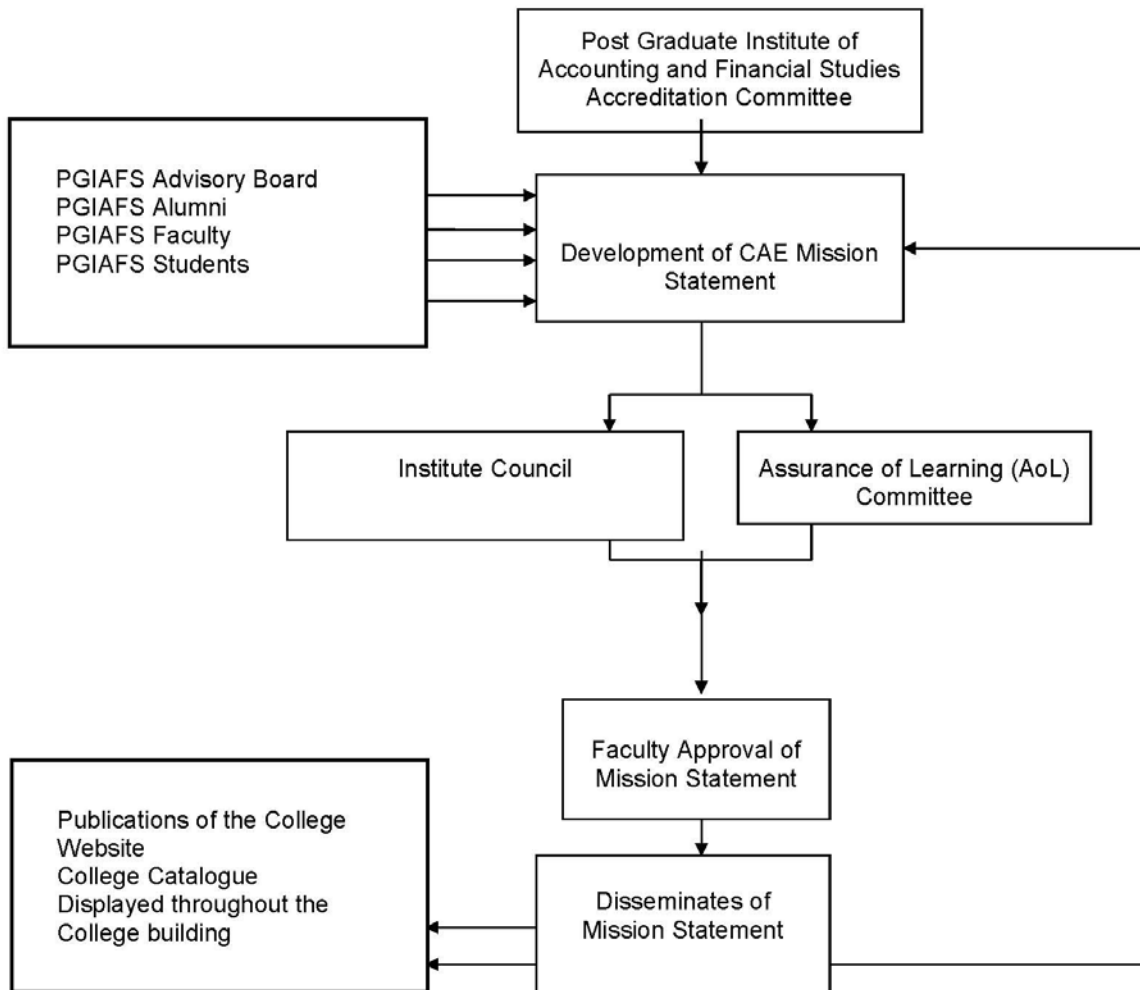 Post Graduate Institute of
Accounting and Financial Studies
Accreditation Committee
PGIAFS Advisory Board
PGIAFS Alumni
PGIAFS Faculty
PGIAFS Students
Development of CAE Mission
Statement
Institute Council
Assurance of Learning (AoL)
Committee
Faculty Approval of
Mission Statement
Publications of the College
Website
College Catalogue
Displayed throughout the
College building
Disseminates of
Mission Statement